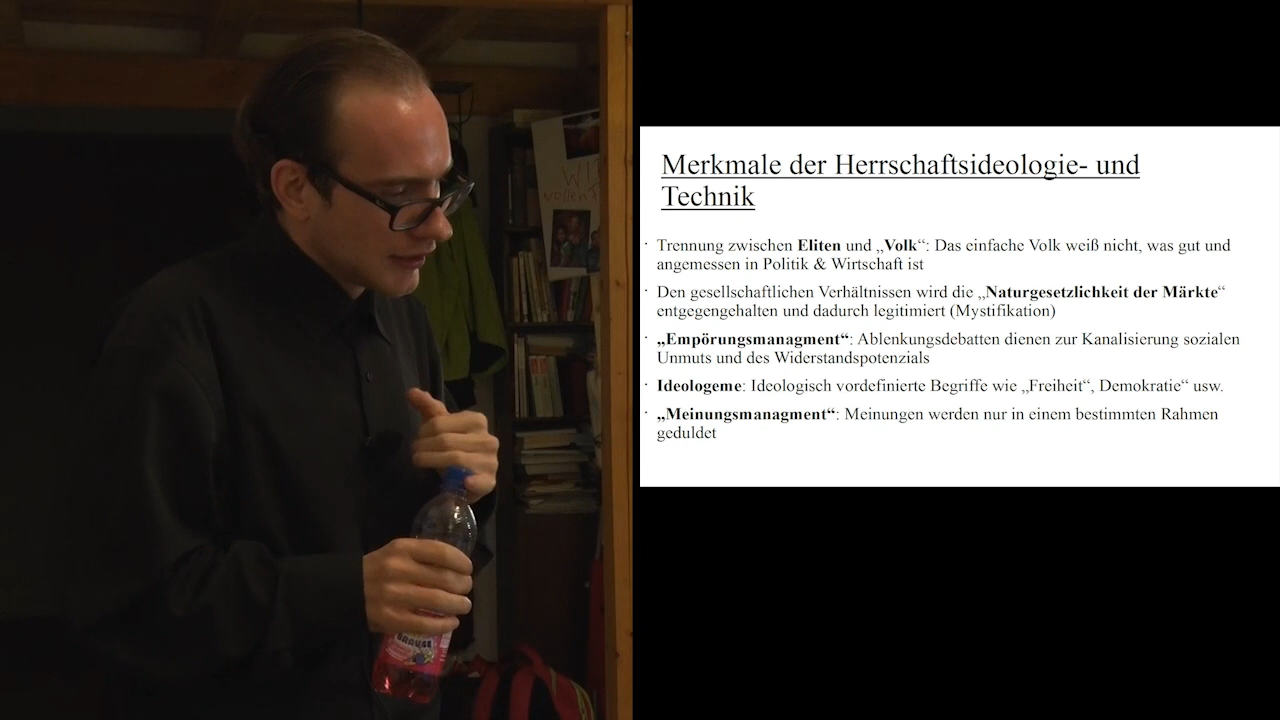 WIR
wollen
BRAUSE
Merkmale der Herrschaftsideologie- und
Technik
· Trennung zwischen Eliten und „Volk“: Das einfache Volk weiß nicht, was gut und
angemessen in Politik & Wirtschaft ist
· Den gesellschaftlichen Verhältnissen wird die „Naturgesetzlichkeit der Märkte“
entgegengehalten und dadurch legitimiert (Mystifikation)
· „Empörungsmanagment“: Ablenkungsdebatten dienen zur Kanalisierung sozialen
Unmuts und des Widerstandspotenzials
· Ideologeme: Ideologisch vordefinierte Begriffe wie „Freiheit“, Demokratie“ usw.
· „Meinungsmanagment“: Meinungen werden nur in einem bestimmten Rahmen
geduldet